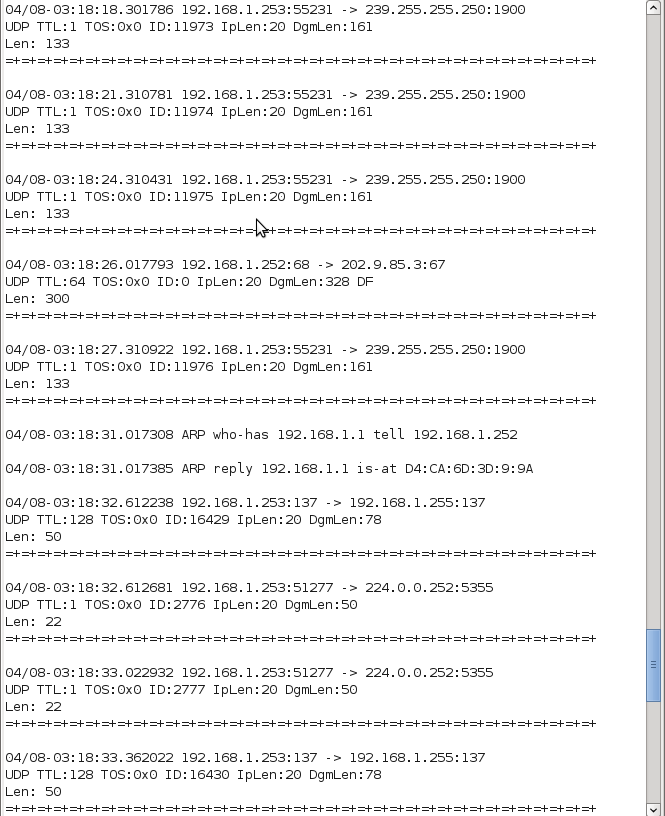 04/08-03:18:18.301786 192.168.1.253:55231 -> 239.255.255.250:1900
UDP TTL:1 TOS:0x0 ID:11973 IpLen:20 DgmLen:161
Len: 133
=+=+=+=+=+=+=+=+=+=+=+=+=+=+=+=+=+=+=+=+=+=+=+=+=+=+=+=+=+=+=+=+=+=+=+=+=+
04/08-03:18:21.310781 192.168.1.253:55231 -> 239.255.255.250:1900
UDP TTL:1 TOS:0x0 ID:11974 IpLen:20 DgmLen:161
Len: 133
=+=+=+=+=+=+=+=+=+=+=+=+=+=+=+=+=+=+=+=+=+=+=+=+=+=+=+=+=+=+=+=+=+=+=+=+=+
04/08-03:18:24.310431 192.168.1.253:55231 -> 239.255.255.250:1900
UDP TTL:1 TOS:0x0 ID:11975 IpLen:20 DgmLen:161
Len: 133
=+=+=+=+=+=+=+=+=+=+=+=+=+=+=+=+=+=+=+=+=+=+=+=+=+=+=+=+=+=+=+=+=+=+=+=+=+
04/08-03:18:26.017793 192.168.1.252:68 -> 202.9.85.3:67
UDP TTL:64 TOS:0x0 ID:0 IpLen:20 DgmLen:328 DF
Len: 300
=+=+=+=+=+=+=+=+=+=+=+=+=+=+=+=+=+=+=+=+=+=+=+=+=+=+=+=+=+=+=+=+=+=+=+=+=+
04/08-03:18:27.310922 192.168.1.253:55231 -> 239.255.255.250:1900
UDP TTL:1 TOS:0x0 ID:11976 IpLen:20 DgmLen:161
Len: 133
=+=+=+=+=+=+=+=+=+=+=+=+=+=+=+=+=+=+=+=+=+=+=+=+=+=+=+=+=+=+=+=+=+=+=+=+=+
04/08-03:18:31.017308 ARP who-has 192.168.1.1 tell 192.168.1.252
04/08-03:18:31.017385 ARP reply 192.168.1.1 is-at D4:CA:6D:3D:9:9A
04/08-03:18:32.612238 192.168.1.253:137 -> 192.168.1.255:137
UDP TTL:128 TOS:0x0 ID:16429 IpLen:20 DgmLen:78
Len: 50
=+=+=+=+=+=+=+=+=+=+=+=+=+=+=+=+=+=+=+=+=+=+=+=+=+=+=+=+=+=+=+=+=+=+=+=+=+
04/08-03:18:32.612681 192.168.1.253:51277 -> 224.0.0.252:5355
UDP TTL:1 TOS:0x0 ID:2776 IpLen:20 DgmLen:50
Len: 22
=+=+=+=+=+=+=+=+=+=+=+=+=+=+=+=+=+=+=+=+=+=+=+=+=+=+=+=+=+=+=+=+=+=+=+=+=+
04/08-03:18:33.022932 192.168.1.253:51277 -> 224.0.0.252:5355
UDP TTL:1 TOS:0x0 ID:2777 IpLen:20 DgmLen:50
Len: 22
=+=+=+=+=+=+=+=+=+=+=+=+=+=+=+=+=+=+=+=+=+=+=+=+=+=+=+=+=+=+=+=+=+=+=+=+=+
04/08-03:18:33.362022 192.168.1.253:137 -> 192.168.1.255:137
UDP TTL:128 TOS:0x0 ID:16430 IpLen:20 DgmLen:78
Len: 50
=+=+=+=+=+=+=+=+=+=+=+=+=+=+=+=+=+=+=+=+=+=+=+=+=+=+=+=+=+=+=+=+=+=+=+=+=+